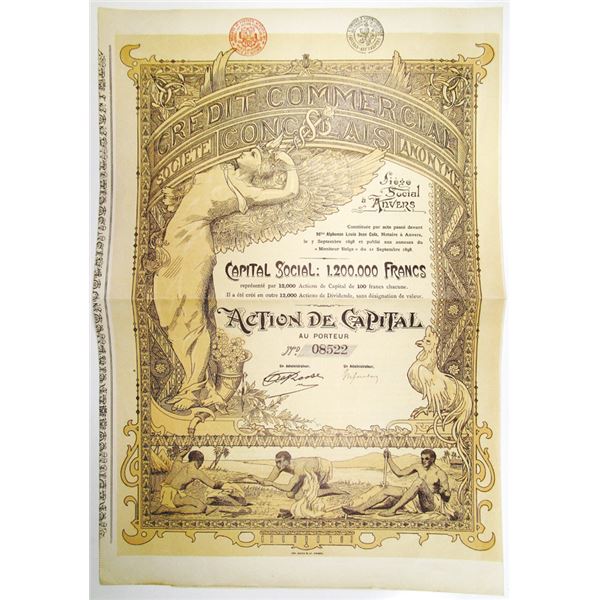 CREDIT COMMERCIAL
CONGOLAIS
SOCIETE ANONYME
Siège
Social
à
ANVERS
Constituée par acte passé devant
Mtre Alphonse Louis Jean Cols, Notaire à Anvers,
le 7 Septembre 1898 et publié aux annexes du
« Moniteur Belge » du 21 Septembre 1898.
CAPITAL SOCIAL: 1.200.000 FRANCS
représenté par 12,000 Actions de Capital de 100 francs chacune.
Il a été créé en outre 12,000 Actions de Dividende, sans désignation de valeur.
ACTION DE CAPITAL
AU PORTEUR
No 08522
Un Administrateur, Un Administrateur,